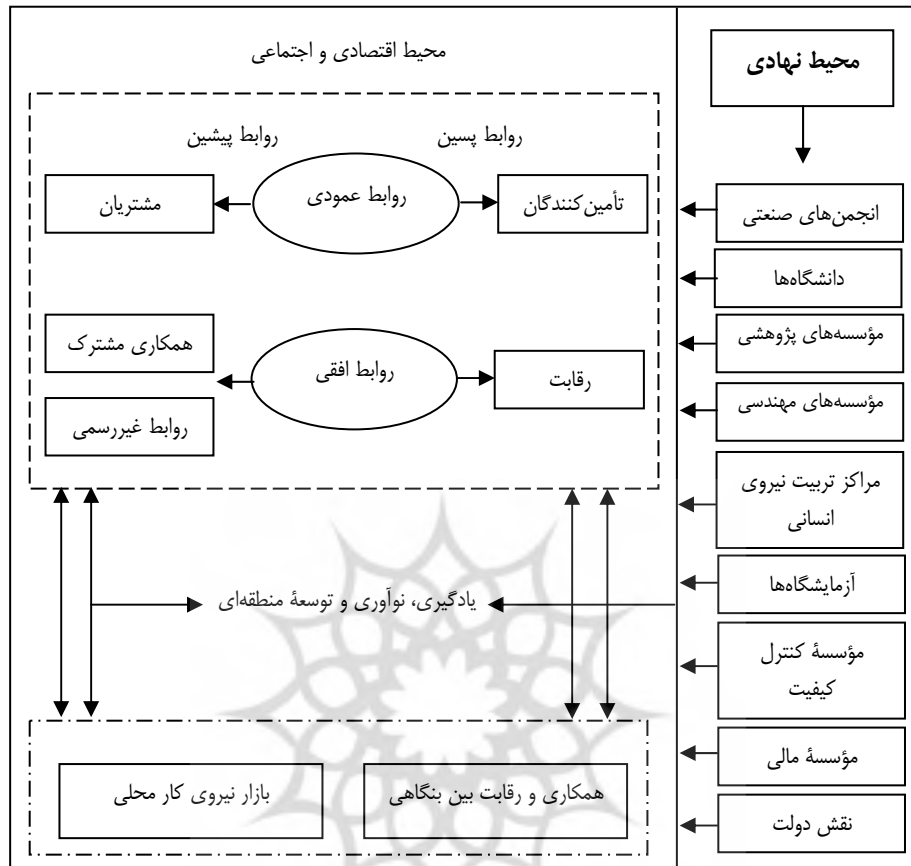 محیط نهادی
انجمن‌های صنعتی
دانشگاه‌ها
مؤسسه‌های پژوهشی
مؤسسه‌های مهندسی
مراکز تربیت نیروی
انسانی
آزمایشگاه‌ها
مؤسسهٔ کنترل
کیفیت
مؤسسهٔ مالی
نقش دولت
محیط اقتصادی و اجتماعی
روابط پسین
روابط پیشین
تأمین‌کنندگان
روابط عمودی
مشتریان
رقابت
روابط افقی
همکاری مشترک
روابط غیررسمی
یادگیری، نوآوری و توسعهٔ منطقه‌ای
همکاری و رقابت بین بنگاهی
بازار نیروی کار محلی